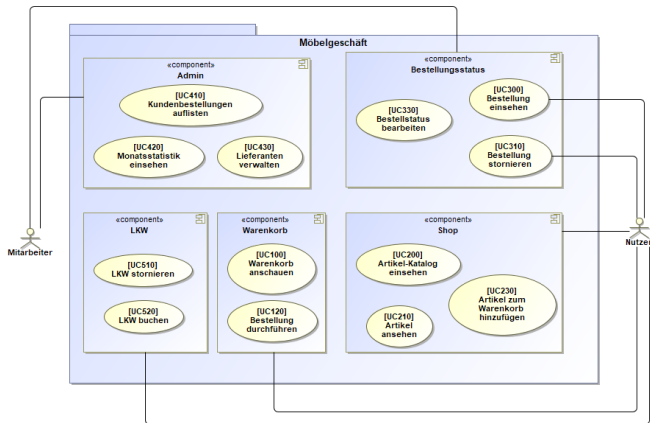 Möbelgeschäft
«component»
Admin
[UC410]
Kundenbestellungen
auflisten
[UC420]
Monatsstatistik
einsehen
[UC430]
Lieferanten
verwalten
«component»
Bestellungsstatus
[UC300]
Bestellung
einsehen
[UC330]
Bestellstatus
bearbeiten
[UC310]
Bestellung
stornieren
Mitarbeiter
Nutzer
«component»
LKW
[UC510]
LKW stornieren
[UC520]
LKW buchen
«component»
Warenkorb
[UC100]
Warenkorb
anschauen
[UC120]
Bestellung
durchführen
«component»
Shop
[UC200]
Artikel-Katalog
einsehen
[UC230]
Artikel zum
Warenkorb
hinzufügen
[UC210]
Artikel
ansehen